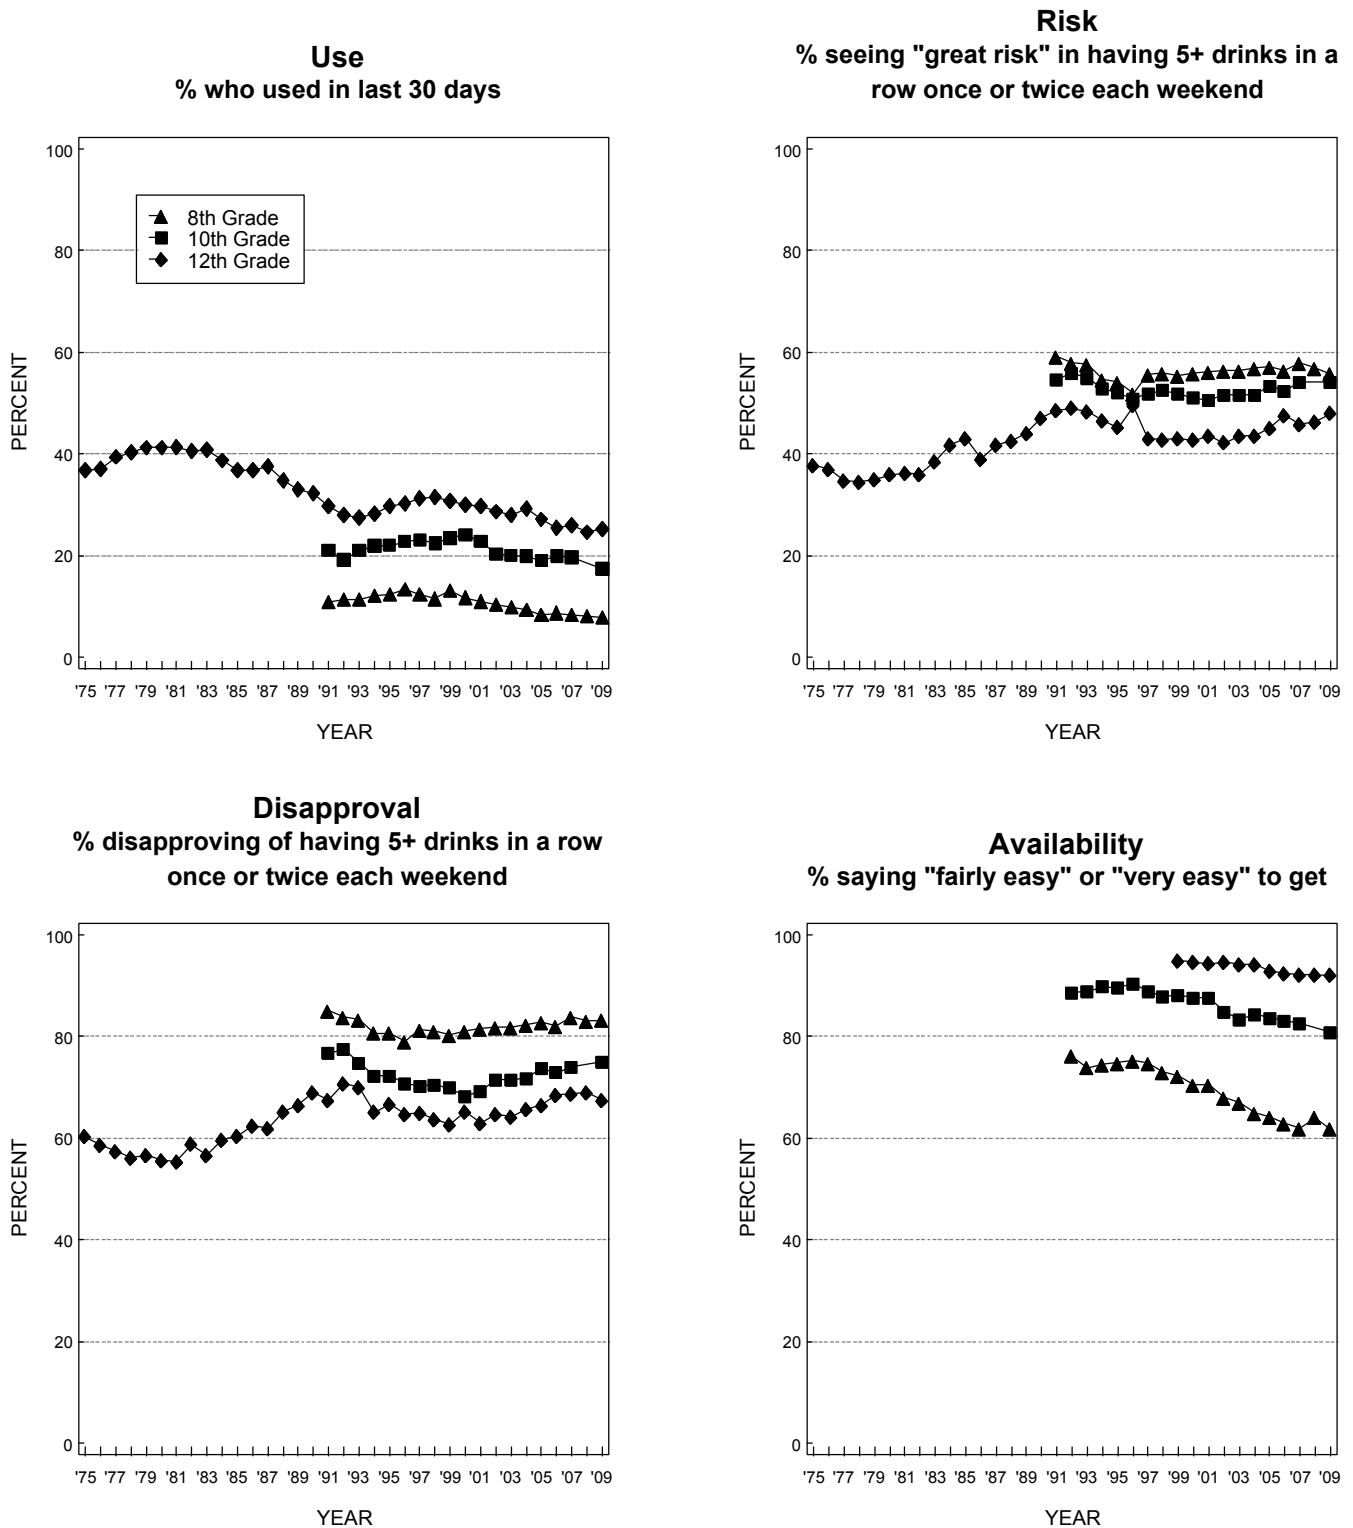 Use
% who used in last 30 days
100
80
60
40
20
0
PERCENT
8th Grade
10th Grade
12th Grade
'75 '77 '79 '81 '83 '85 '87 '89 '91 '93 '95 '97 '99 '01 '03 '05 '07 '09
YEAR
Risk
% seeing "great risk" in having 5+ drinks in a
row once or twice each weekend
100
80
60
40
20
0
PERCENT
'75 '77 '79 '81 '83 '85 '87 '89 '91 '93 '95 '97 '99 '01 '03 '05 '07 '09
YEAR
Disapproval
% disapproving of having 5+ drinks in a row
once or twice each weekend
100
80
60
40
20
0
PERCENT
'75 '77 '79 '81 '83 '85 '87 '89 '91 '93 '95 '97 '99 '01 '03 '05 '07 '09
YEAR
Availability
% saying "fairly easy" or "very easy" to get
100
80
60
40
20
0
PERCENT
'75 '77 '79 '81 '83 '85 '87 '89 '91 '93 '95 '97 '99 '01 '03 '05 '07 '09
YEAR